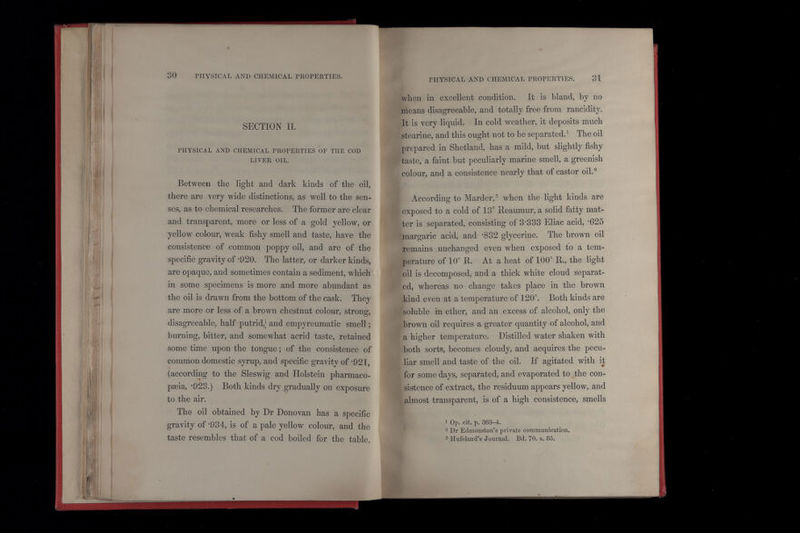 30 PHYSICAL AND CHEMICAL PROPERTIES.
SECTION II.
PHYSICAL AND CHEMICAL PROPERTIES OF THE COD
LIVER OIL.
Between the light and dark kinds of the oil,
there are very wide distinctions, as well to the sen-
ses, as to chemical researches. The former are clear
and transparent, more or less of a gold yellow, or
yellow colour, weak fishy smell and taste, have the
consistence of common poppy oil, and are of the
specific gravity of ·920. The latter, or darker kinds,
are opaque, and sometimes contain a sediment, which
in some specimens is more and more abundant as
the oil is drawn from the bottom of the cask. They
are more or less of a brown chestnut colour, strong,
disagreeable, half putrid, and empyreumatic smell;
burning, bitter, and somewhat acrid taste, retained
some time upon the tongue; of the consistence of
common domestic syrup, and specific gravity of ·921,
(according to the Sleswig and Holstein pharmaco-
pæia, ·923.) Both kinds dry gradually on exposure
to the air.
The oil obtained by Dr Donovan has a specific
gravity of ·934, is of a pale yellow colour, and the
taste resembles that of a cod boiled for the table,
PHYSICAL AND CHEMICAL PROPERTIES. 31
when in excellent condition. It is bland, by no
means disagreeable, and totally free from rancidity.
It is very liquid. In cold weather, it deposits much
stearine, and this ought not to be separated.¹ The oil
prepared in Shetland, has a mild, but slightly fishy
taste, a faint but peculiarly marine smell, a greenish
colour, and a consistence nearly that of castor oil.²
According to Marder,³ when the light kinds are
exposed to a cold of 13° Reaumur, a solid fatty mat-
ter is separated, consisting of 3·333 Eliac acid, ·625
margaric acid, and ·832 glycerine. The brown oil
remains unchanged even when exposed to a tem-
perature of 10° R. At a heat of 100° R., the light
oil is decomposed, and a thick white cloud separat-
ed, whereas no change takes place in the brown
kind even at a temperature of 120°. Both kinds are
soluble in ether, and an excess of alcohol, only the
brown oil requires a greater quantity of alcohol, and
a higher temperature. Distilled water shaken with
both sorts, becomes cloudy, and acquires the pecu-
liar smell and taste of the oil. If agitated with it
for some days, separated, and evaporated to the con-
sistence of extract, the residuum appears yellow, and
almost transparent, is of a high consistence, smells
¹ Op. cit. p. 363-4.
² Dr Edmonston's private communication.
³ Hufeland's Journal. Bd. 70. s. 85.